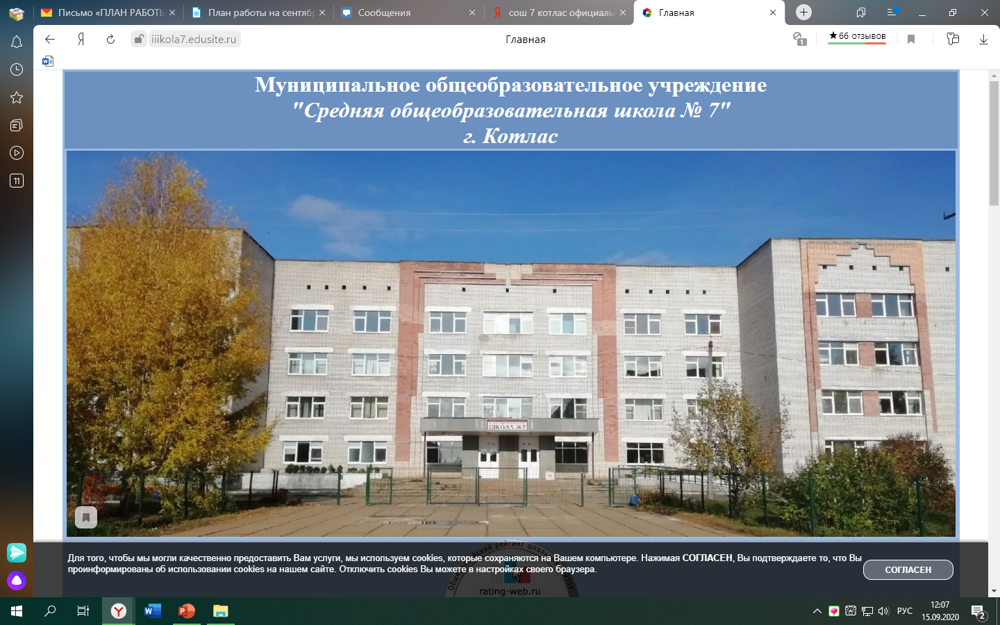 Письмо «ПЛАН РАБОТЫ
План работы на сентябр
Сообщения
сош 7 котлас официаль
Главная
iiikola7.edusite.ru
Главная
1
★66 отзывов
11
Муниципальное общеобразовательное учреждение
"Средняя общеобразовательная школа № 7"
г. Котлас
ШКОЛА №7
Для того, чтобы мы могли качественно предоставить Вам услуги, мы используем cookies, которые сохраняются на Вашем компьютере. Нажимая СОГЛАСЕН, Вы подтверждаете то, что Вы
проинформированы об использовании cookies на нашем сайте. Отключить cookies Вы можете в настройках своего браузера.
СОГЛАСЕН
rating-web.ru
РУС
12:07
15.09.2020
2